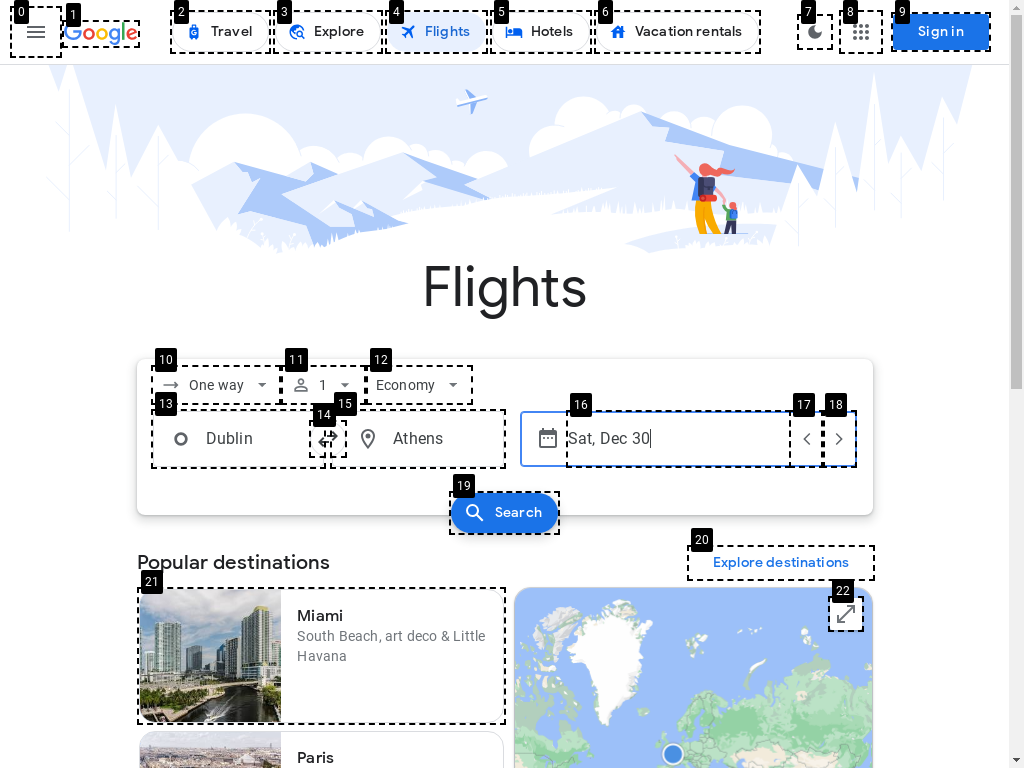 0
1
2
3
4
5
6
7
8
9
Google
Travel
Explore
Flights
Hotels
Vacation rentals
Sign in
Flights
10
11
12
One way
1
Economy
13
14
15
16
17
18
Dublin
Athens
Sat, Dec 30
19
Search
20
Popular destinations
Explore destinations
21
22
Miami
South Beach, art deco & Little
Havana
Paris